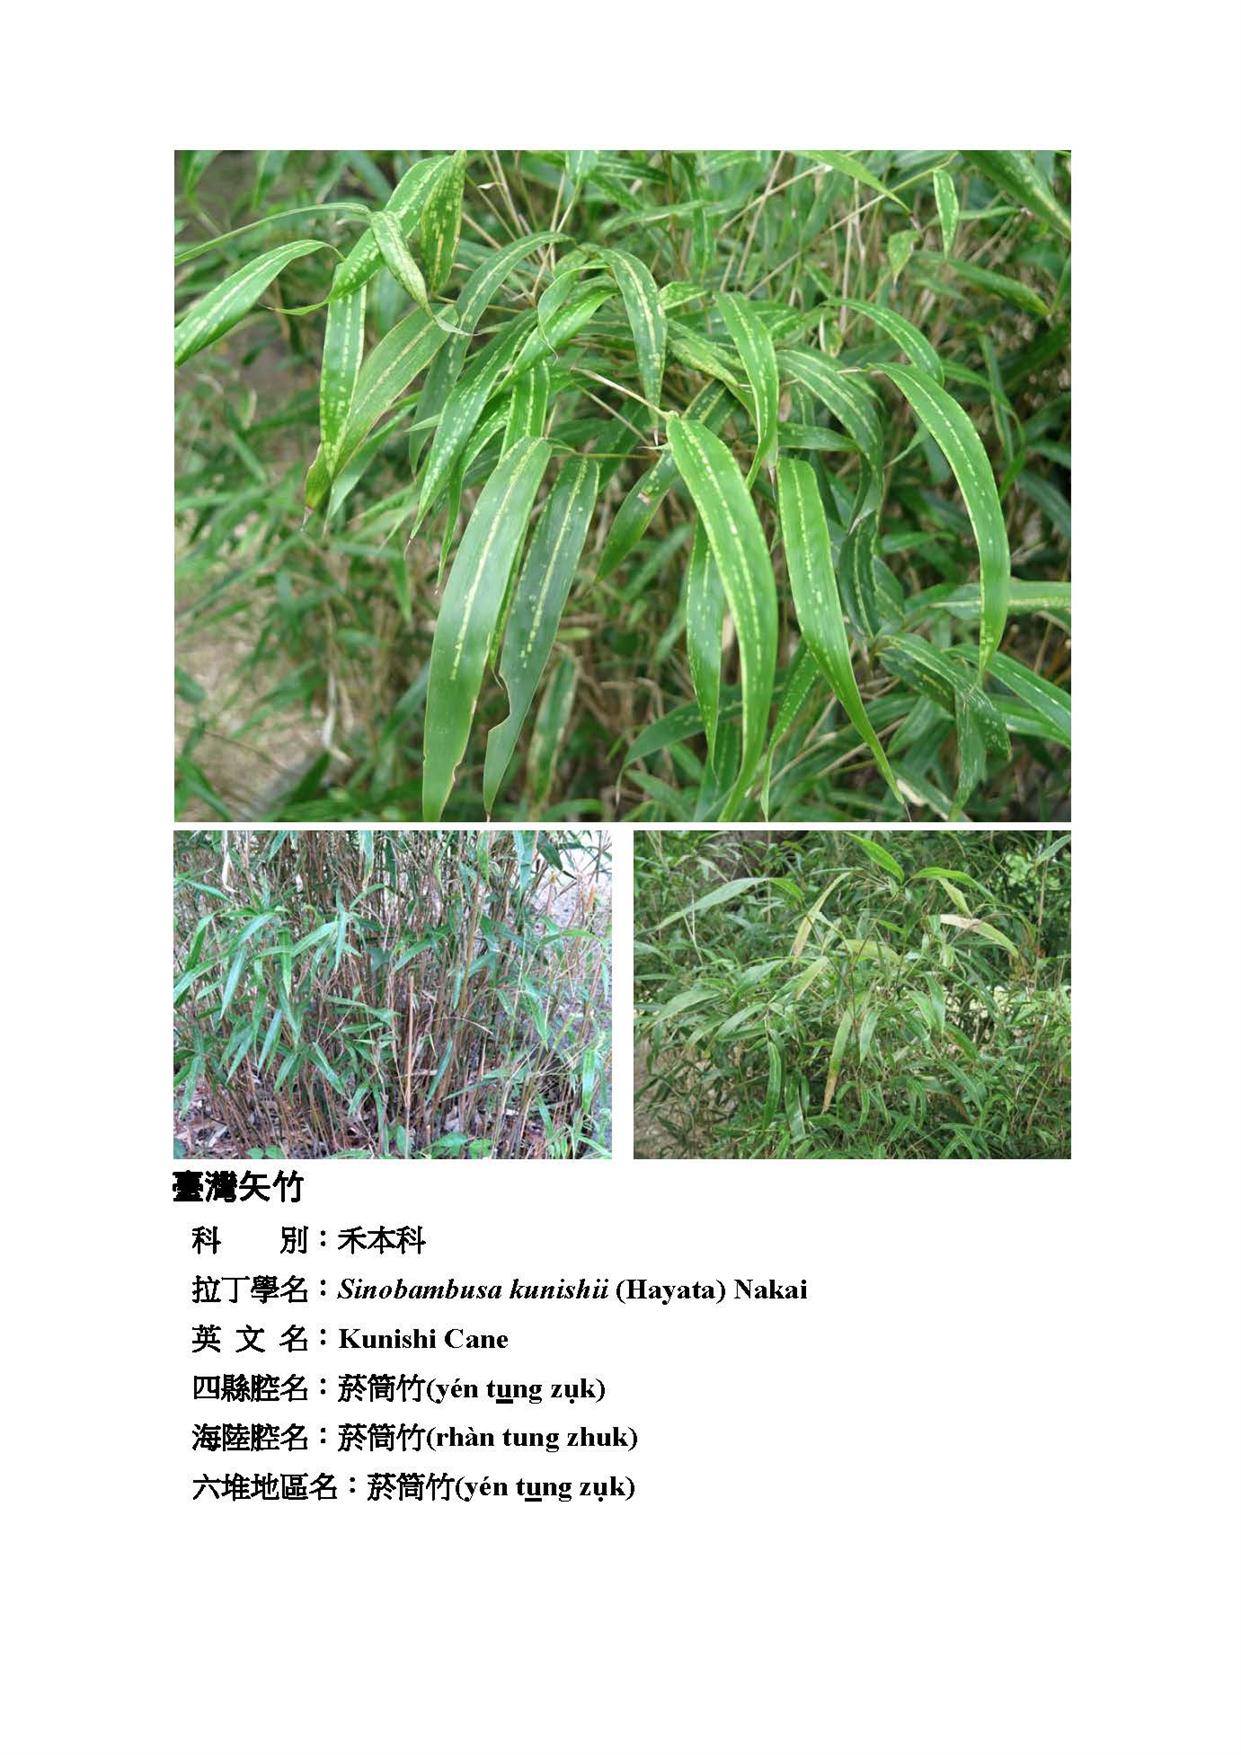 臺灣矢竹
科　　別：禾本科
拉丁學名：Sinobambusa kunishii (Hayata) Nakai
英 文 名：Kunishi Cane
四縣腔名：菸筒竹(yén tu̲ng zụk)
海陸腔名：菸筒竹(rhàn tung zhuk)
六堆地區名：菸筒竹(yén tu̲ng zụk)